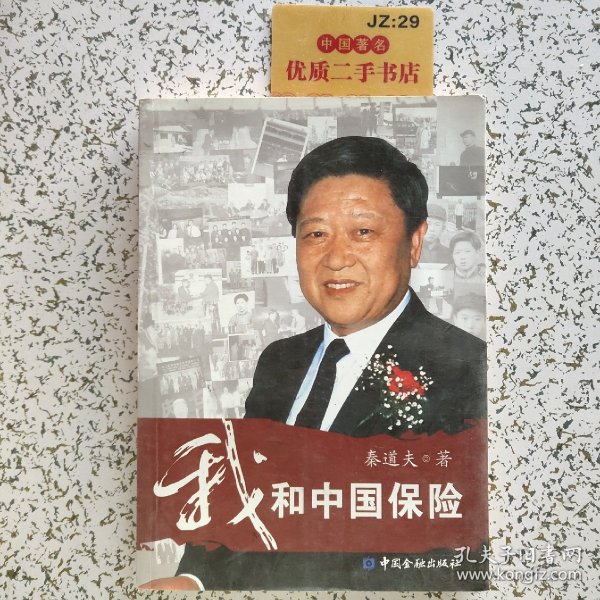 JZ:29
中国著名
优质二手书店
秦道夫◎著
我和中国保险
中国金融出版社
孔夫子旧书网
www.kongfz.com